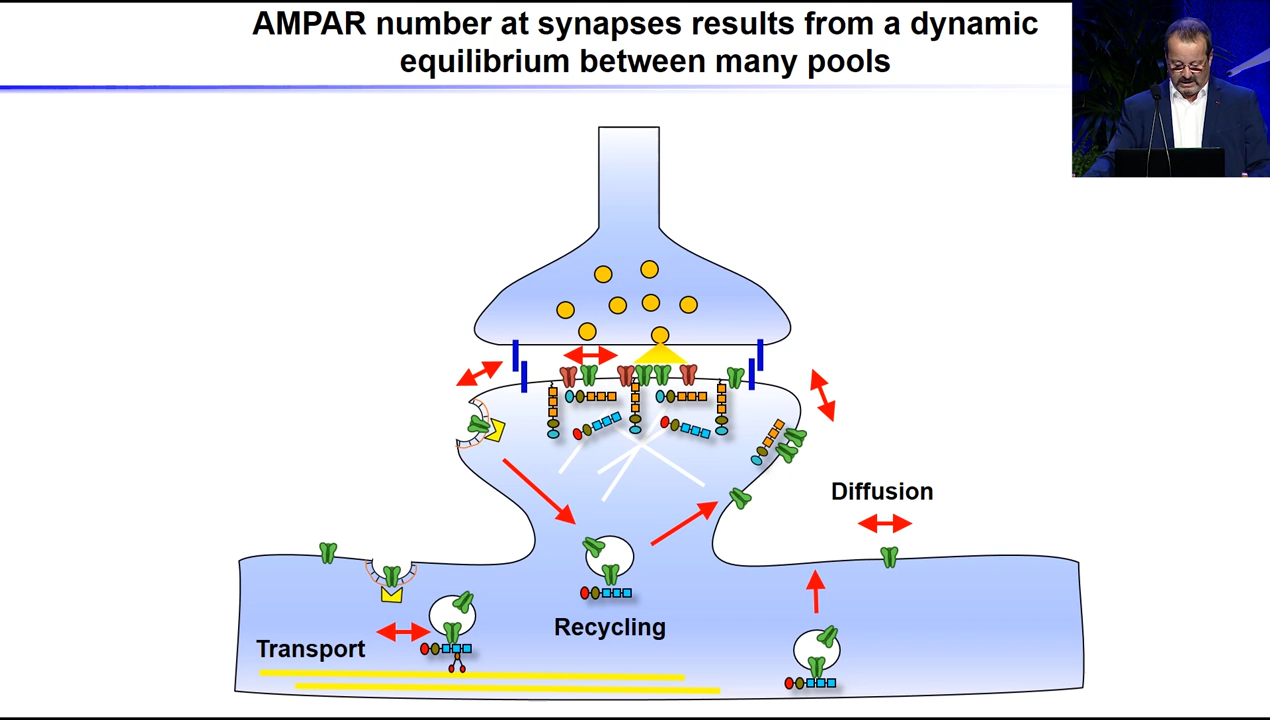 AMPAR number at synapses results from a dynamic
equilibrium between many pools
Diffusion
Recycling
Transport